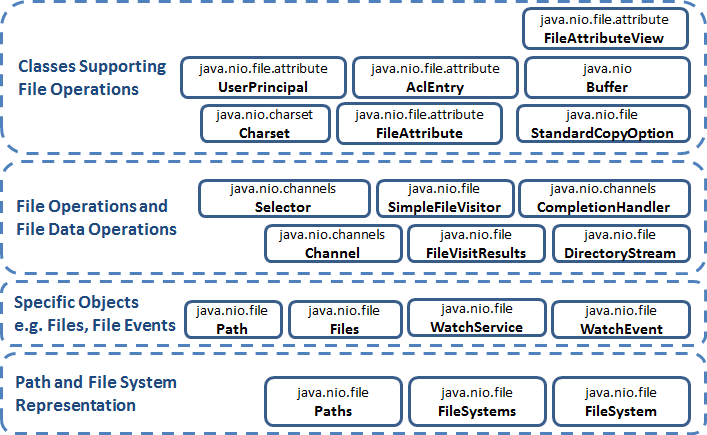 java.nio.file.attribute
FileAttributeView
Classes Supporting
File Operations
java.nio.file.attribute
UserPrincipal
java.nio.file.attribute
AclEntry
java.nio
Buffer
java.nio.charset
Charset
java.nio.file.attribute
FileAttribute
java.nio.file
StandardCopyOption
File Operations and
File Data Operations
java.nio.channels
Selector
java.nio.file
SimpleFileVisitor
java.nio.channels
CompletionHandler
java.nio.channels
Channel
java.nio.file
FileVisitResults
java.nio.file
DirectoryStream
Specific Objects
e.g. Files, File Events
java.nio.file
Path
java.nio.file
Files
java.nio.file
WatchService
java.nio.file
WatchEvent
Path and File System
Representation
java.nio.file
Paths
java.nio.file
FileSystems
java.nio.file
FileSystem